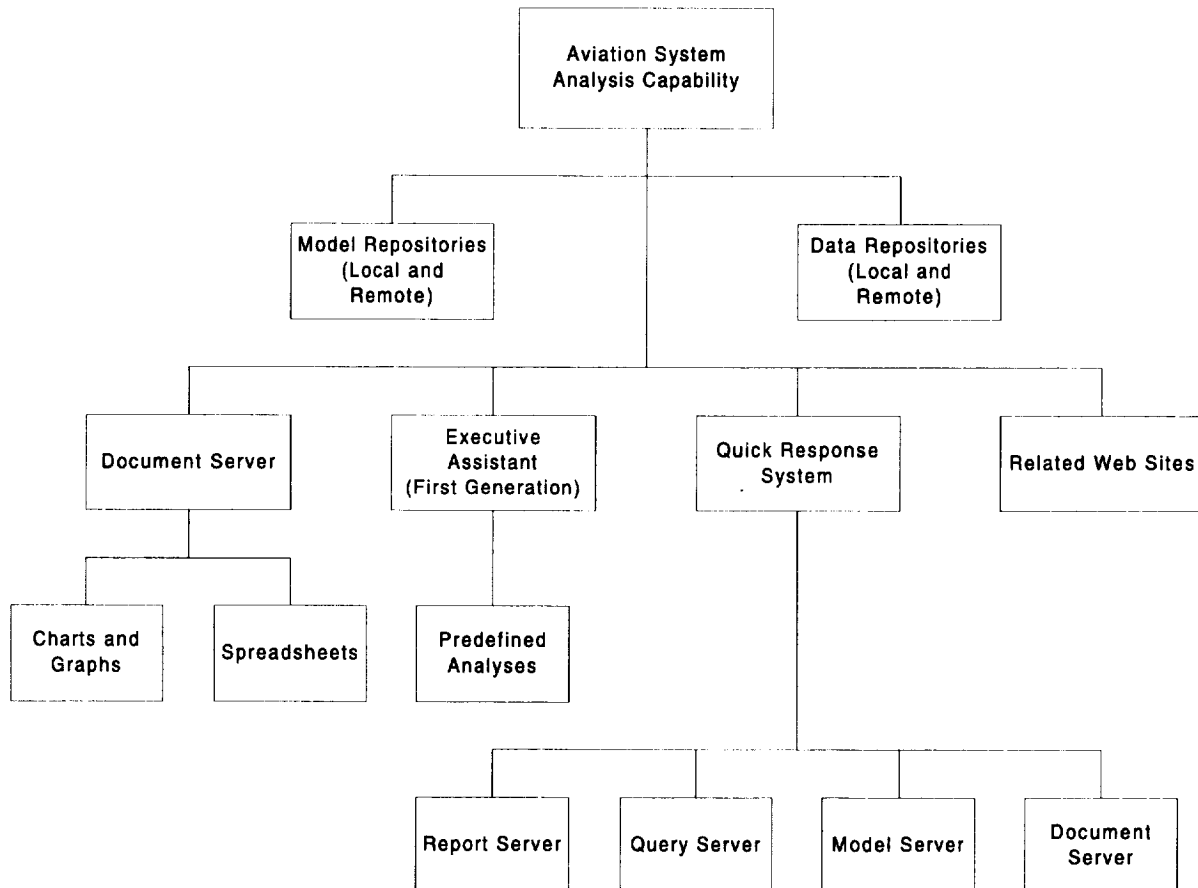 Aviation System
Analysis Capability
Model Repositories
(Local and
Remote)
Data Repositories
(Local and
Remote)
Document Server
Executive
Assistant
(First Generation)
Quick Response
System
Related Web Sites
Charts and
Graphs
Spreadsheets
Predefined
Analyses
Report Server
Query Server
Model Server
Document
Server